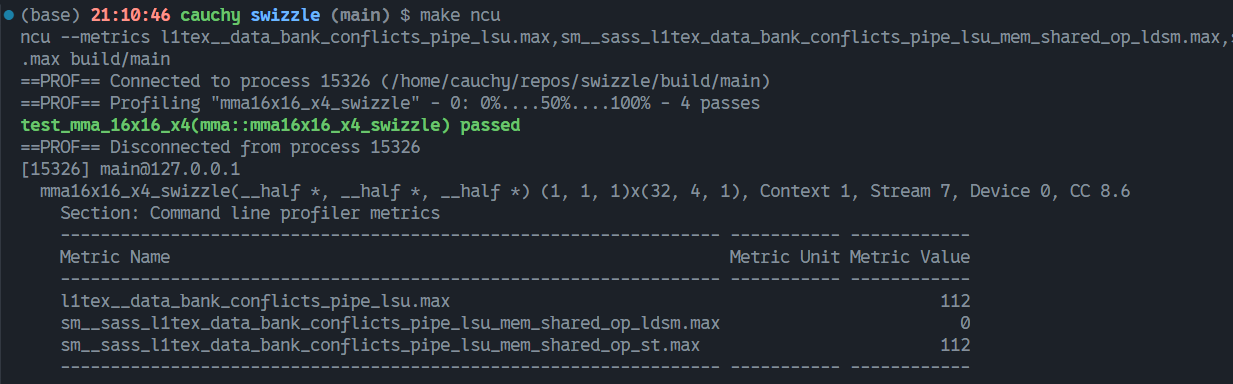 (base) 21:10:46 cauchy swizzle (main) $ make ncu
ncu --metrics l1tex__data_bank_conflicts_pipe_lsu.max,sm__sass_l1tex_data_bank_conflicts_pipe_lsu_mem_shared_op_ldsm.max,s
.max build/main
==PROF== Connected to process 15326 (/home/cauchy/repos/swizzle/build/main)
==PROF== Profiling "mma16x16_x4_swizzle" - 0: 0%....50%....100% - 4 passes
test_mma_16x16_x4(mma::mma16x16_x4_swizzle) passed
==PROF== Disconnected from process 15326
[15326] main@127.0.0.1
mma16x16_x4_swizzle(__half *, __half *, __half *) (1, 1, 1)x(32, 4, 1), Context 1, Stream 7, Device 0, CC 8.6
Section: Command line profiler metrics
---------------------------------------------------------------- ----------- ------------
Metric Name Metric Unit Metric Value
---------------------------------------------------------------- ----------- ------------
l1tex__data_bank_conflicts_pipe_lsu.max 112
sm__sass_l1tex_data_bank_conflicts_pipe_lsu_mem_shared_op_ldsm.max 0
sm__sass_l1tex_data_bank_conflicts_pipe_lsu_mem_shared_op_st.max 112
---------------------------------------------------------------- ----------- ------------